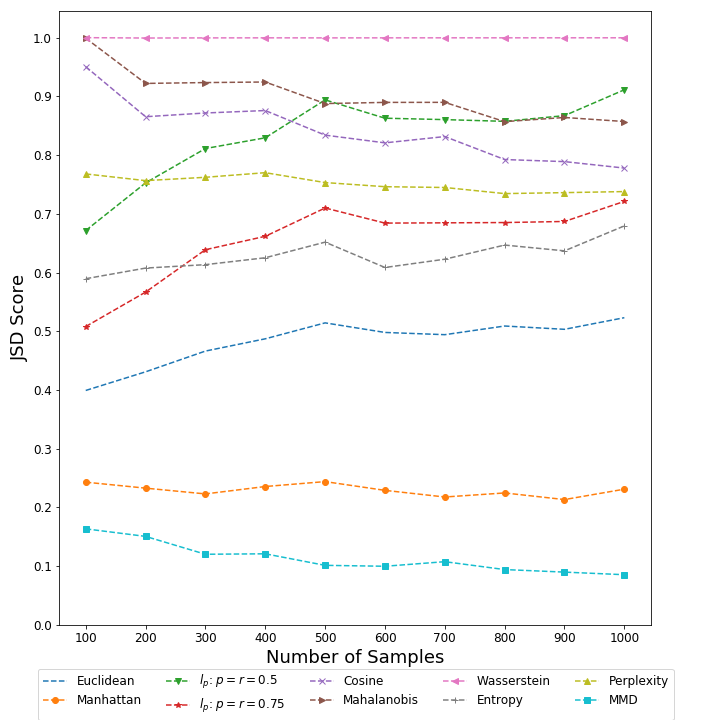 1.0
0.9
0.8
0.7
0.6
0.5
0.4
0.3
0.2
0.1
0.0
JSD Score
100 200 300 400 500 600 700 800 900 1000
Number of Samples
Euclidean
Manhattan
l_p: p = r = 0.5
l_p: p = r = 0.75
Cosine
Mahalanobis
Wasserstein
Entropy
Perplexity
MMD